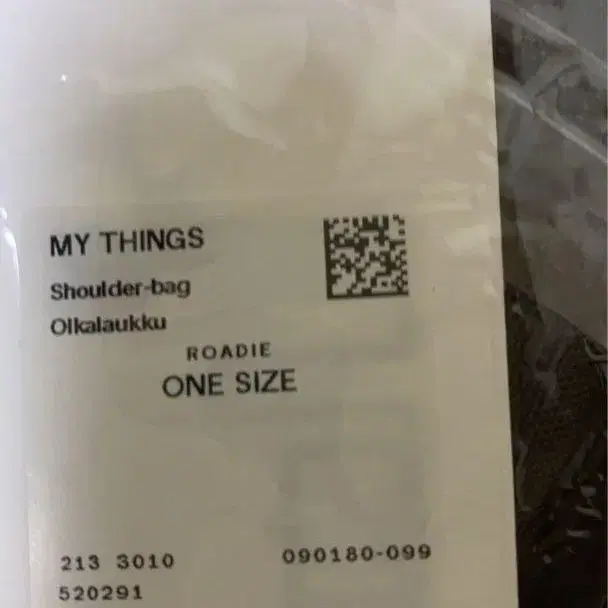 MY THINGS
Shoulder-bag
Olkalaukku
ROADIE
ONE SIZE
213 3010
090180-099
520291